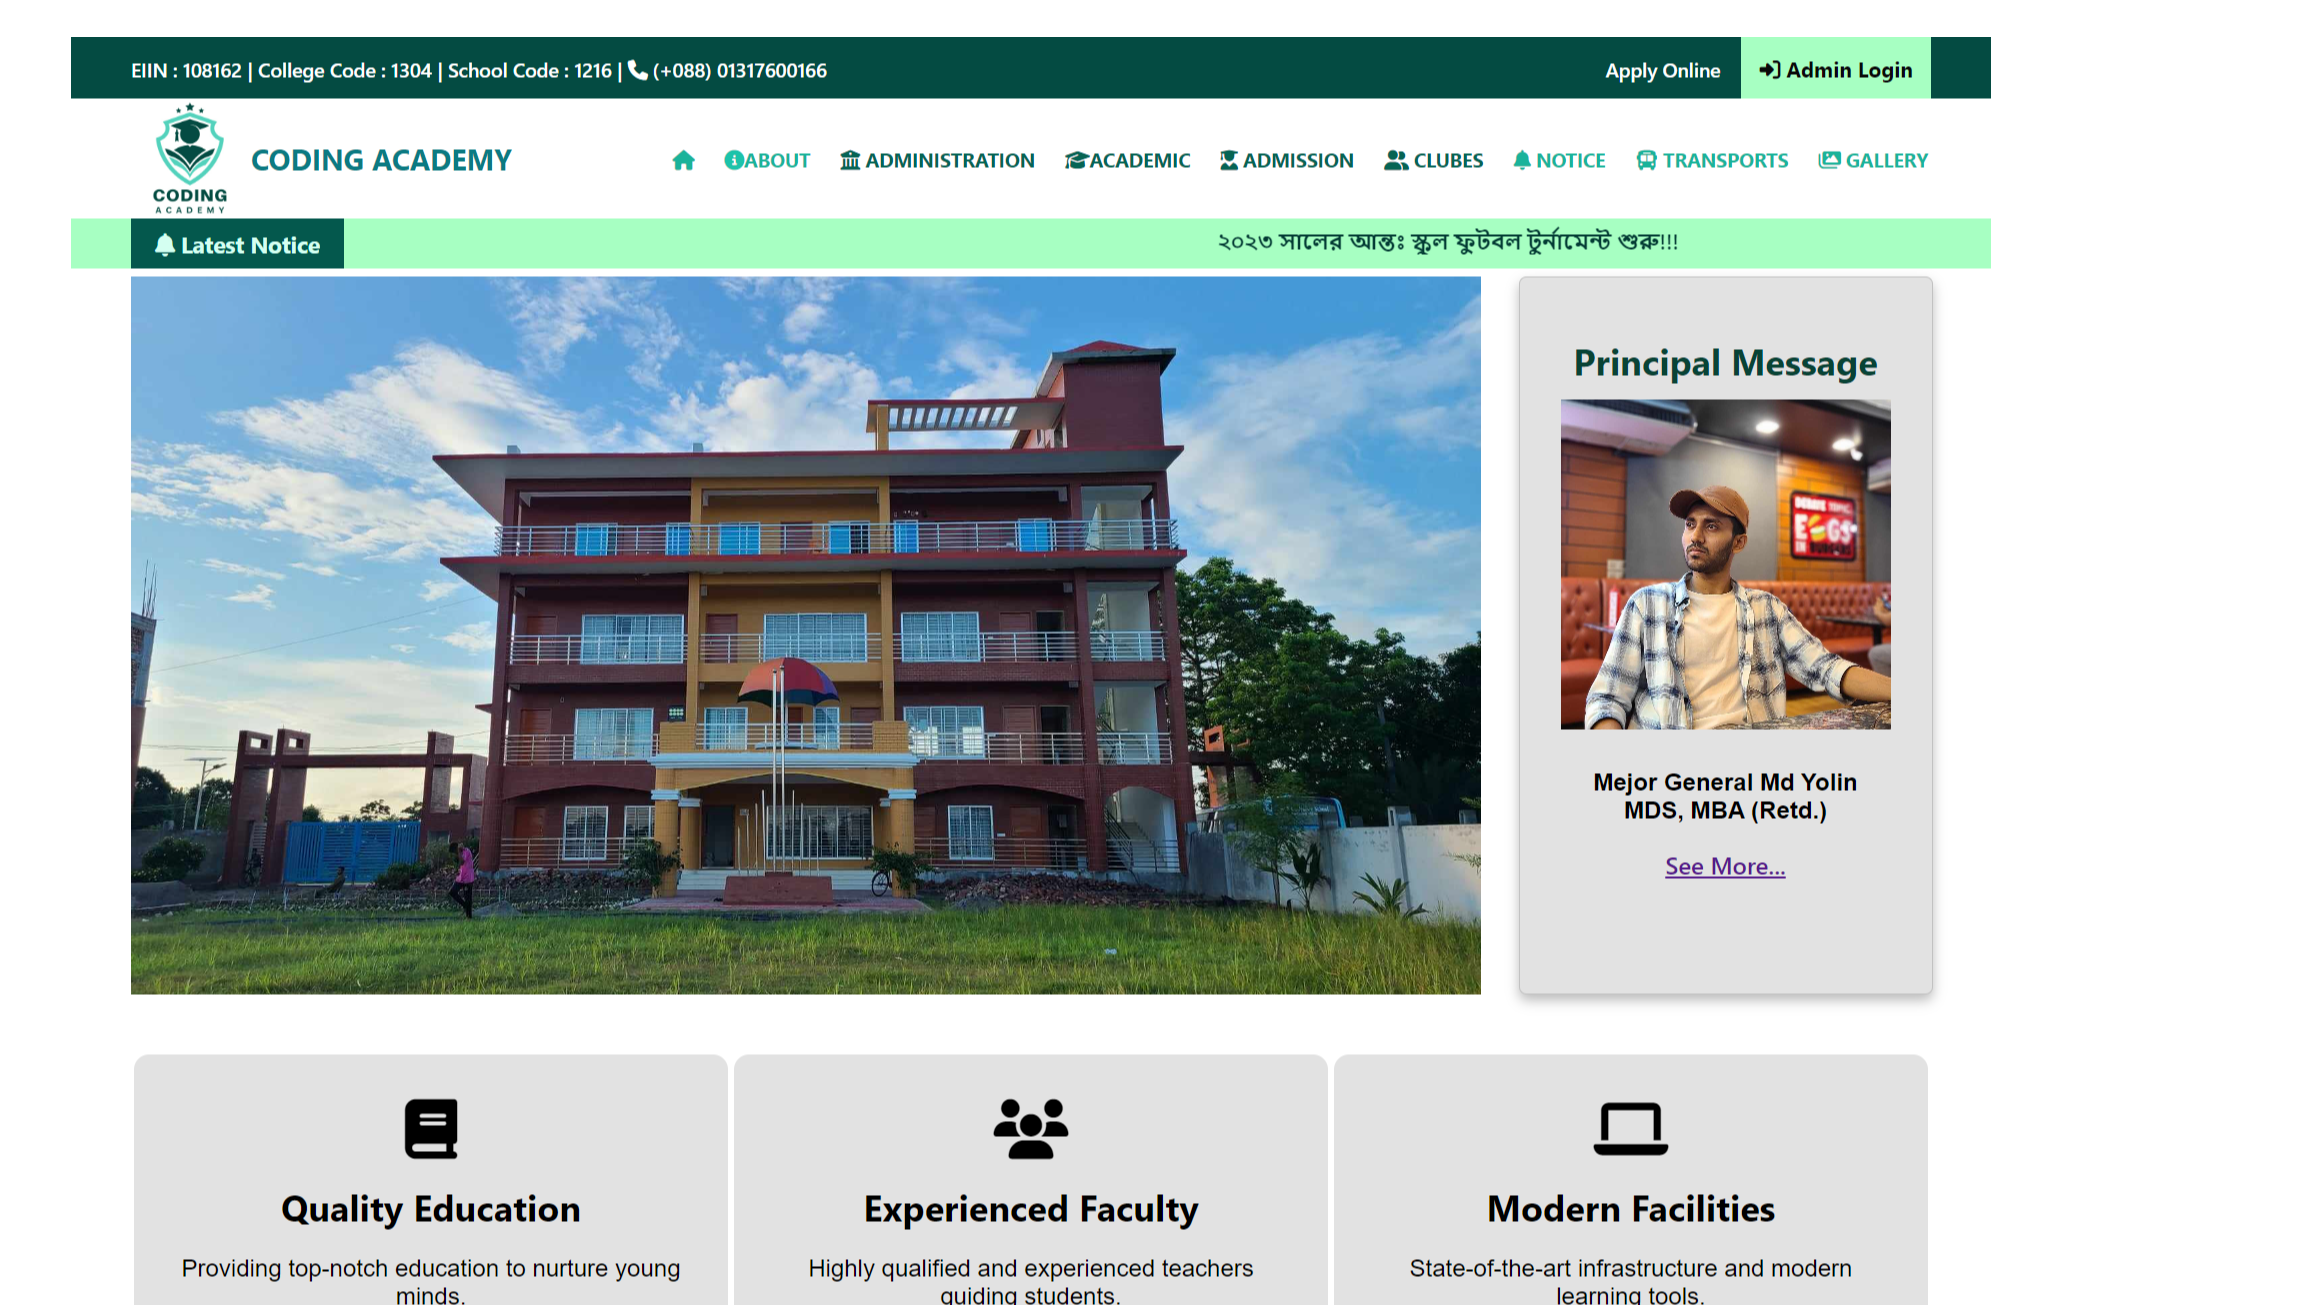 EIIN : 108162 | College Code : 1304 | School Code : 1216 | (+088) 01317600166
Apply Online
Admin Login
CODING
ACADEMY
CODING ACADEMY
ABOUT
ADMINISTRATION
ACADEMIC
ADMISSION
CLUBES
NOTICE
TRANSPORTS
GALLERY
Latest Notice
২০২৩ সালের আন্তঃ স্কুল ফুটবল টুর্নামেন্ট শুরু!!!
Principal Message
Mejor General Md Yolin
MDS, MBA (Retd.)
See More...
Quality Education
Providing top-notch education to nurture young
minds.
Experienced Faculty
Highly qualified and experienced teachers
guiding students.
Modern Facilities
State-of-the-art infrastructure and modern
learning tools.